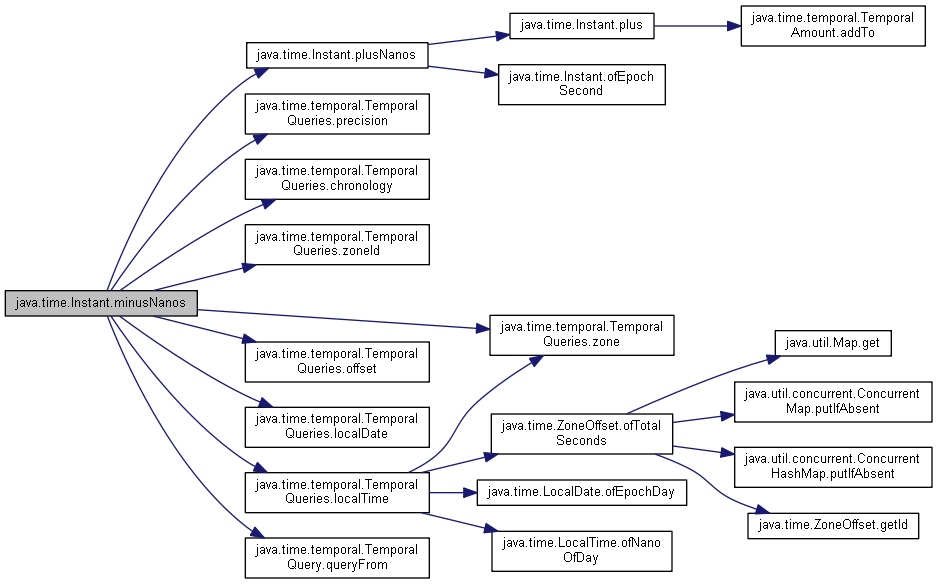 java.time.Instant.plus
java.time.temporal.Temporal
Amount.addTo
java.time.Instant.plusNanos
java.time.Instant.ofEpoch
Second
java.time.temporal.Temporal
Queries.precision
java.time.temporal.Temporal
Queries.chronology
java.time.temporal.Temporal
Queries.zoneId
java.time.Instant.minusNanos
java.time.temporal.Temporal
Queries.zone
java.time.temporal.Temporal
Queries.offset
java.util.Map.get
java.util.concurrent.Concurrent
Map.putIfAbsent
java.time.temporal.Temporal
Queries.localDate
java.time.ZoneOffset.ofTotal
Seconds
java.util.concurrent.Concurrent
HashMap.putIfAbsent
java.time.temporal.Temporal
Queries.localTime
java.time.LocalDate.ofEpochDay
java.time.ZoneOffset.getId
java.time.LocalTime.ofNano
OfDay
java.time.temporal.Temporal
Query.queryFrom